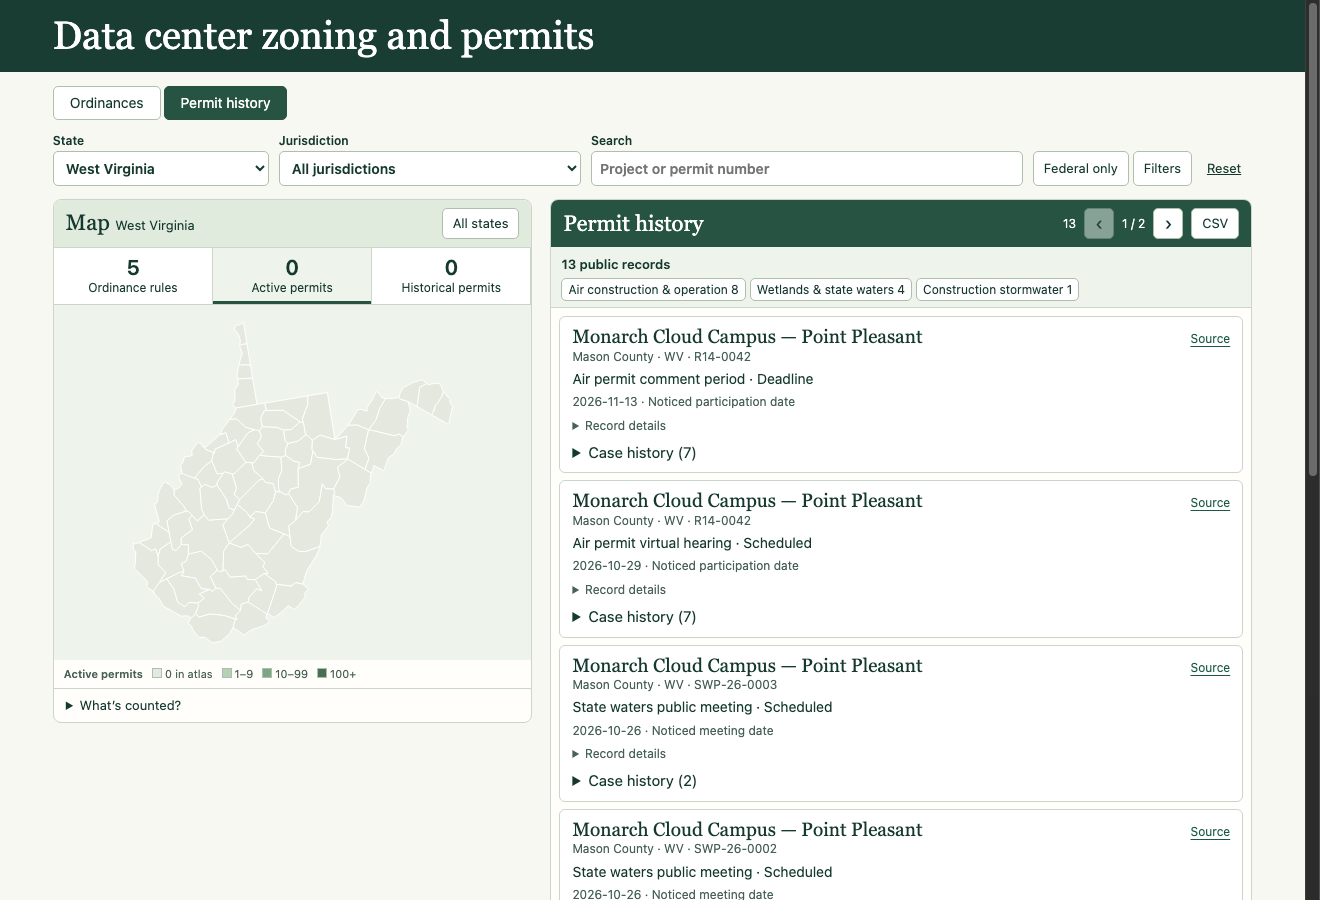 Data center zoning and permits
Ordinances Permit history
State Jurisdiction Search
West Virginia All jurisdictions Project or permit number Federal only Filters Reset
Map West Virginia All states
5 0 0
Ordinance rules Active permits Historical permits
Active permits 0 in atlas 1–9 10–99 100+
▶ What's counted?
Permit history 13 ‹ 1 / 2 › CSV
13 public records
Air construction & operation 8 Wetlands & state waters 4 Construction stormwater 1
Monarch Cloud Campus — Point Pleasant Source
Mason County · WV · R14-0042
Air permit comment period · Deadline
2026-11-13 · Noticed participation date
▶ Record details
▶ Case history (7)
Monarch Cloud Campus — Point Pleasant Source
Mason County · WV · R14-0042
Air permit virtual hearing · Scheduled
2026-10-29 · Noticed participation date
▶ Record details
▶ Case history (7)
Monarch Cloud Campus — Point Pleasant Source
Mason County · WV · SWP-26-0003
State waters public meeting · Scheduled
2026-10-26 · Noticed meeting date
▶ Record details
▶ Case history (2)
Monarch Cloud Campus — Point Pleasant Source
Mason County · WV · SWP-26-0002
State waters public meeting · Scheduled
2026-10-26 · Noticed meeting date